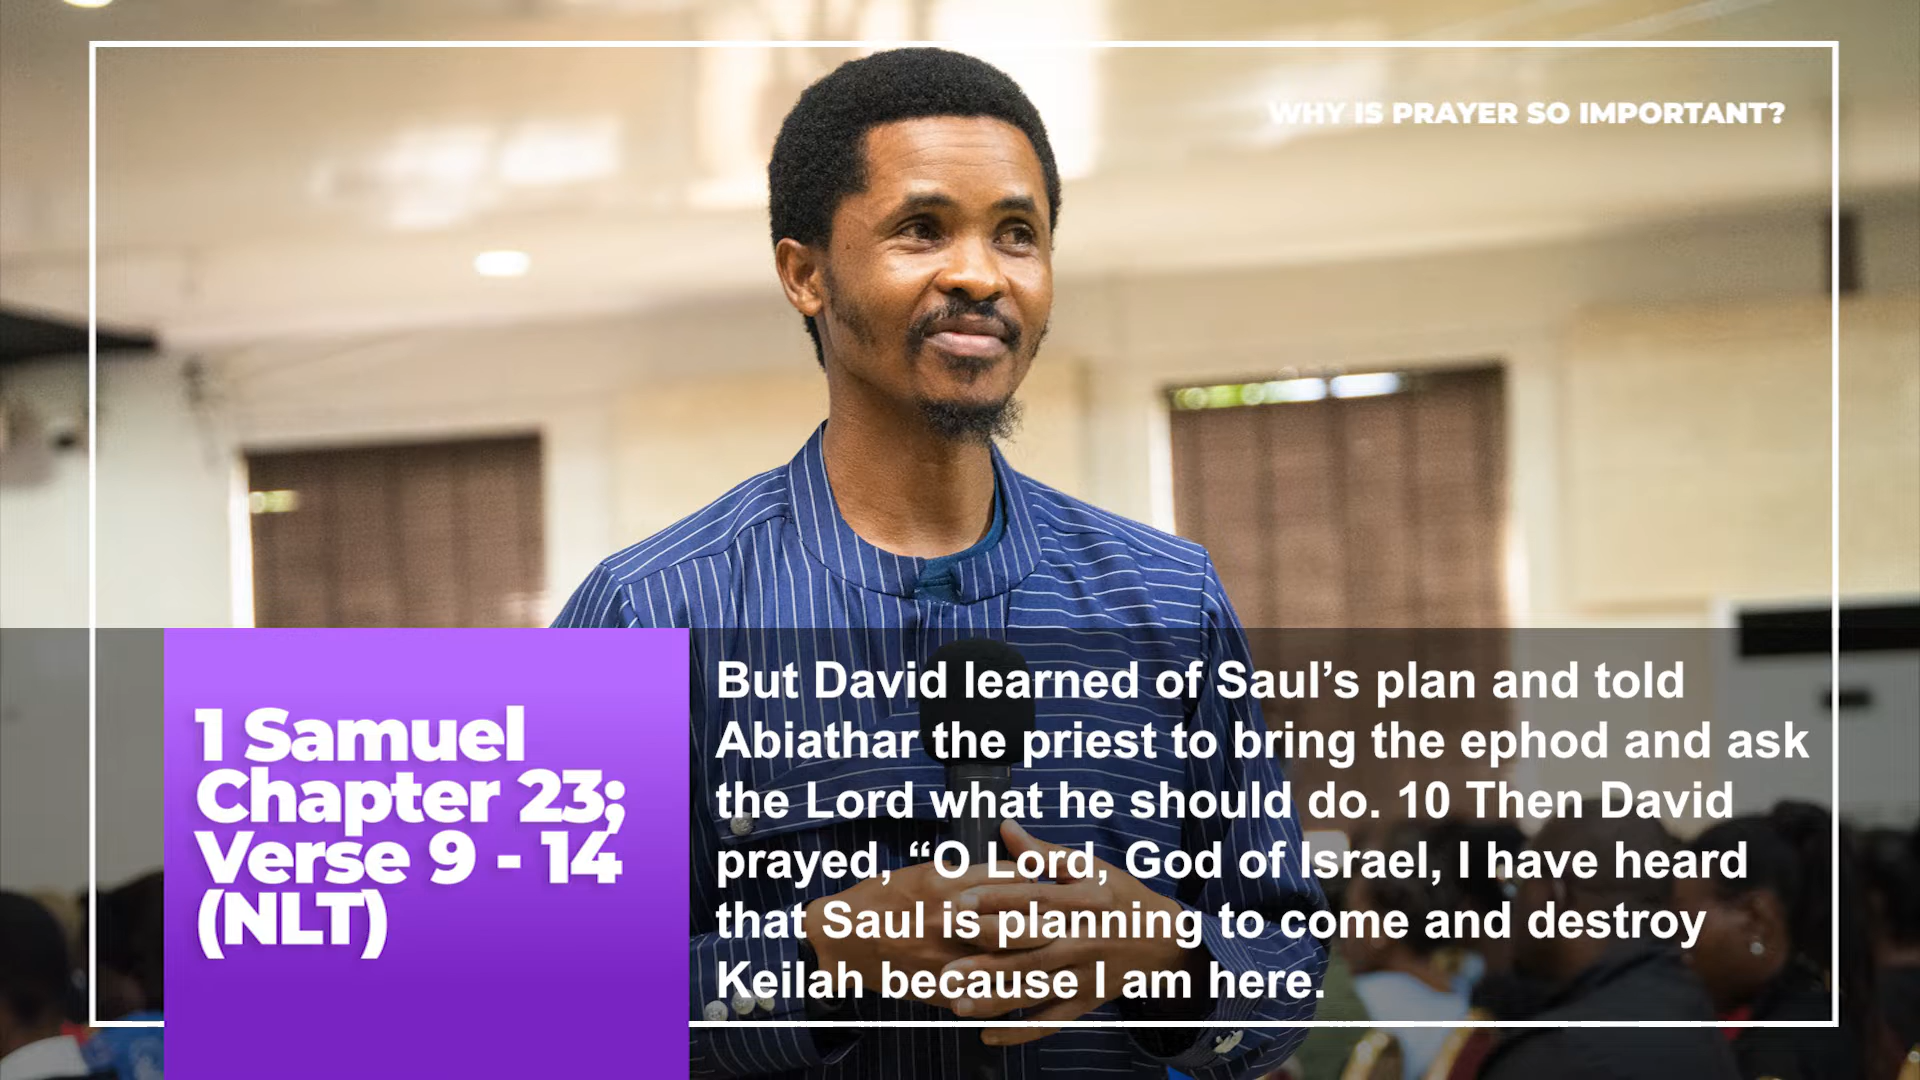 WHY IS PRAYER SO IMPORTANT?
1 Samuel
Chapter 23;
Verse 9 - 14
(NLT)
But David learned of Saul’s plan and told
Abiathar the priest to bring the ephod and ask
the Lord what he should do. 10 Then David
prayed, “O Lord, God of Israel, I have heard
that Saul is planning to come and destroy
Keilah because I am here.